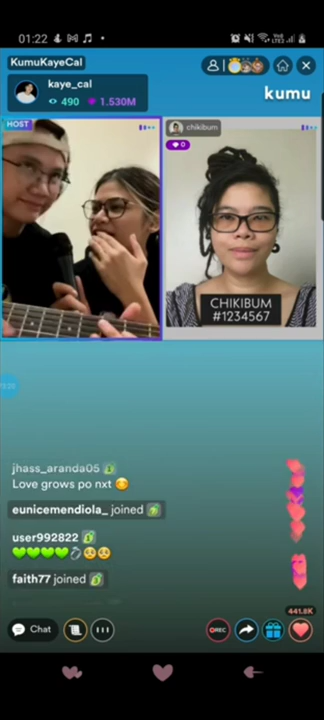 01:22
KumuKayeCal
kaye_cal
490 1.530M
kumu
HOST
chikibum
0
CHIKIBUM
#1234567
jhass_aranda05
Love grows po nxt
eunicemendiola_ joined
user992822
faith77 joined
441.8K
Chat
REC